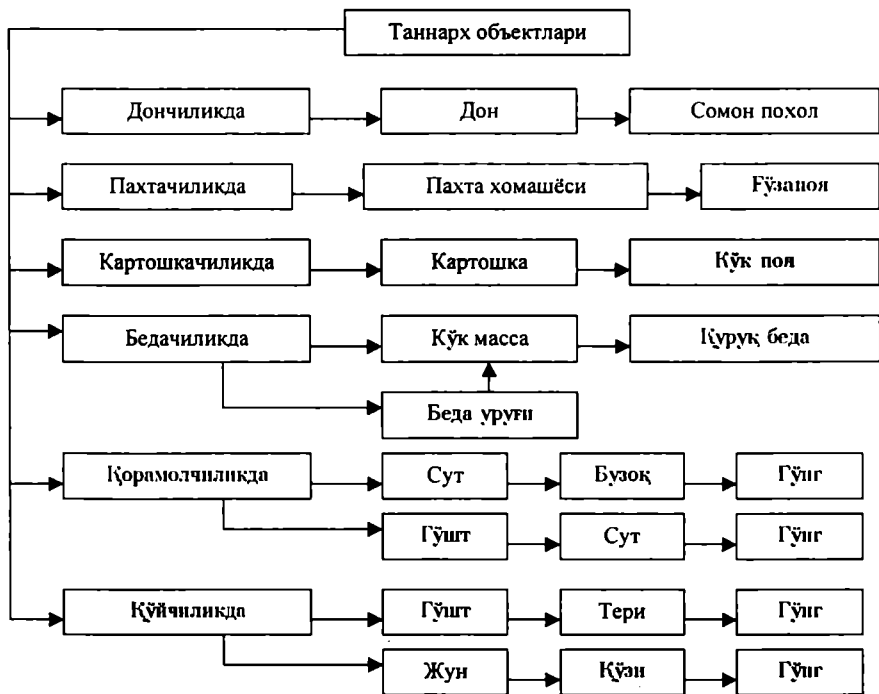 Таннарх объектлари
Дончиликда Дон Сомон похол
Пахтачиликда Пахта хомашёси Ғўзапоя
Картошкачиликда Картошка Кўк поя
Бедачиликда Кўк масса Қуруқ беда
Беда уруғи
Қорамолчиликда Сут Бузоқ Гўнг
Гўшт Сут Гўнг
Қўйчиликда Гўшт Тери Гўнг
Жун Қўзи Гўнг